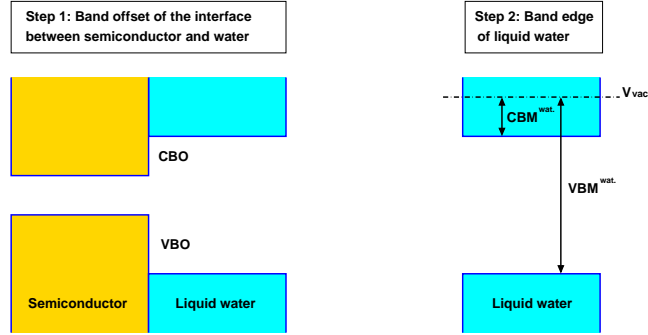 Step 1: Band offset of the interface
between semiconductor and water
Step 2: Band edge
of liquid water
Vvac
CBM wat.
CBO
VBM wat.
VBO
Semiconductor
Liquid water
Liquid water